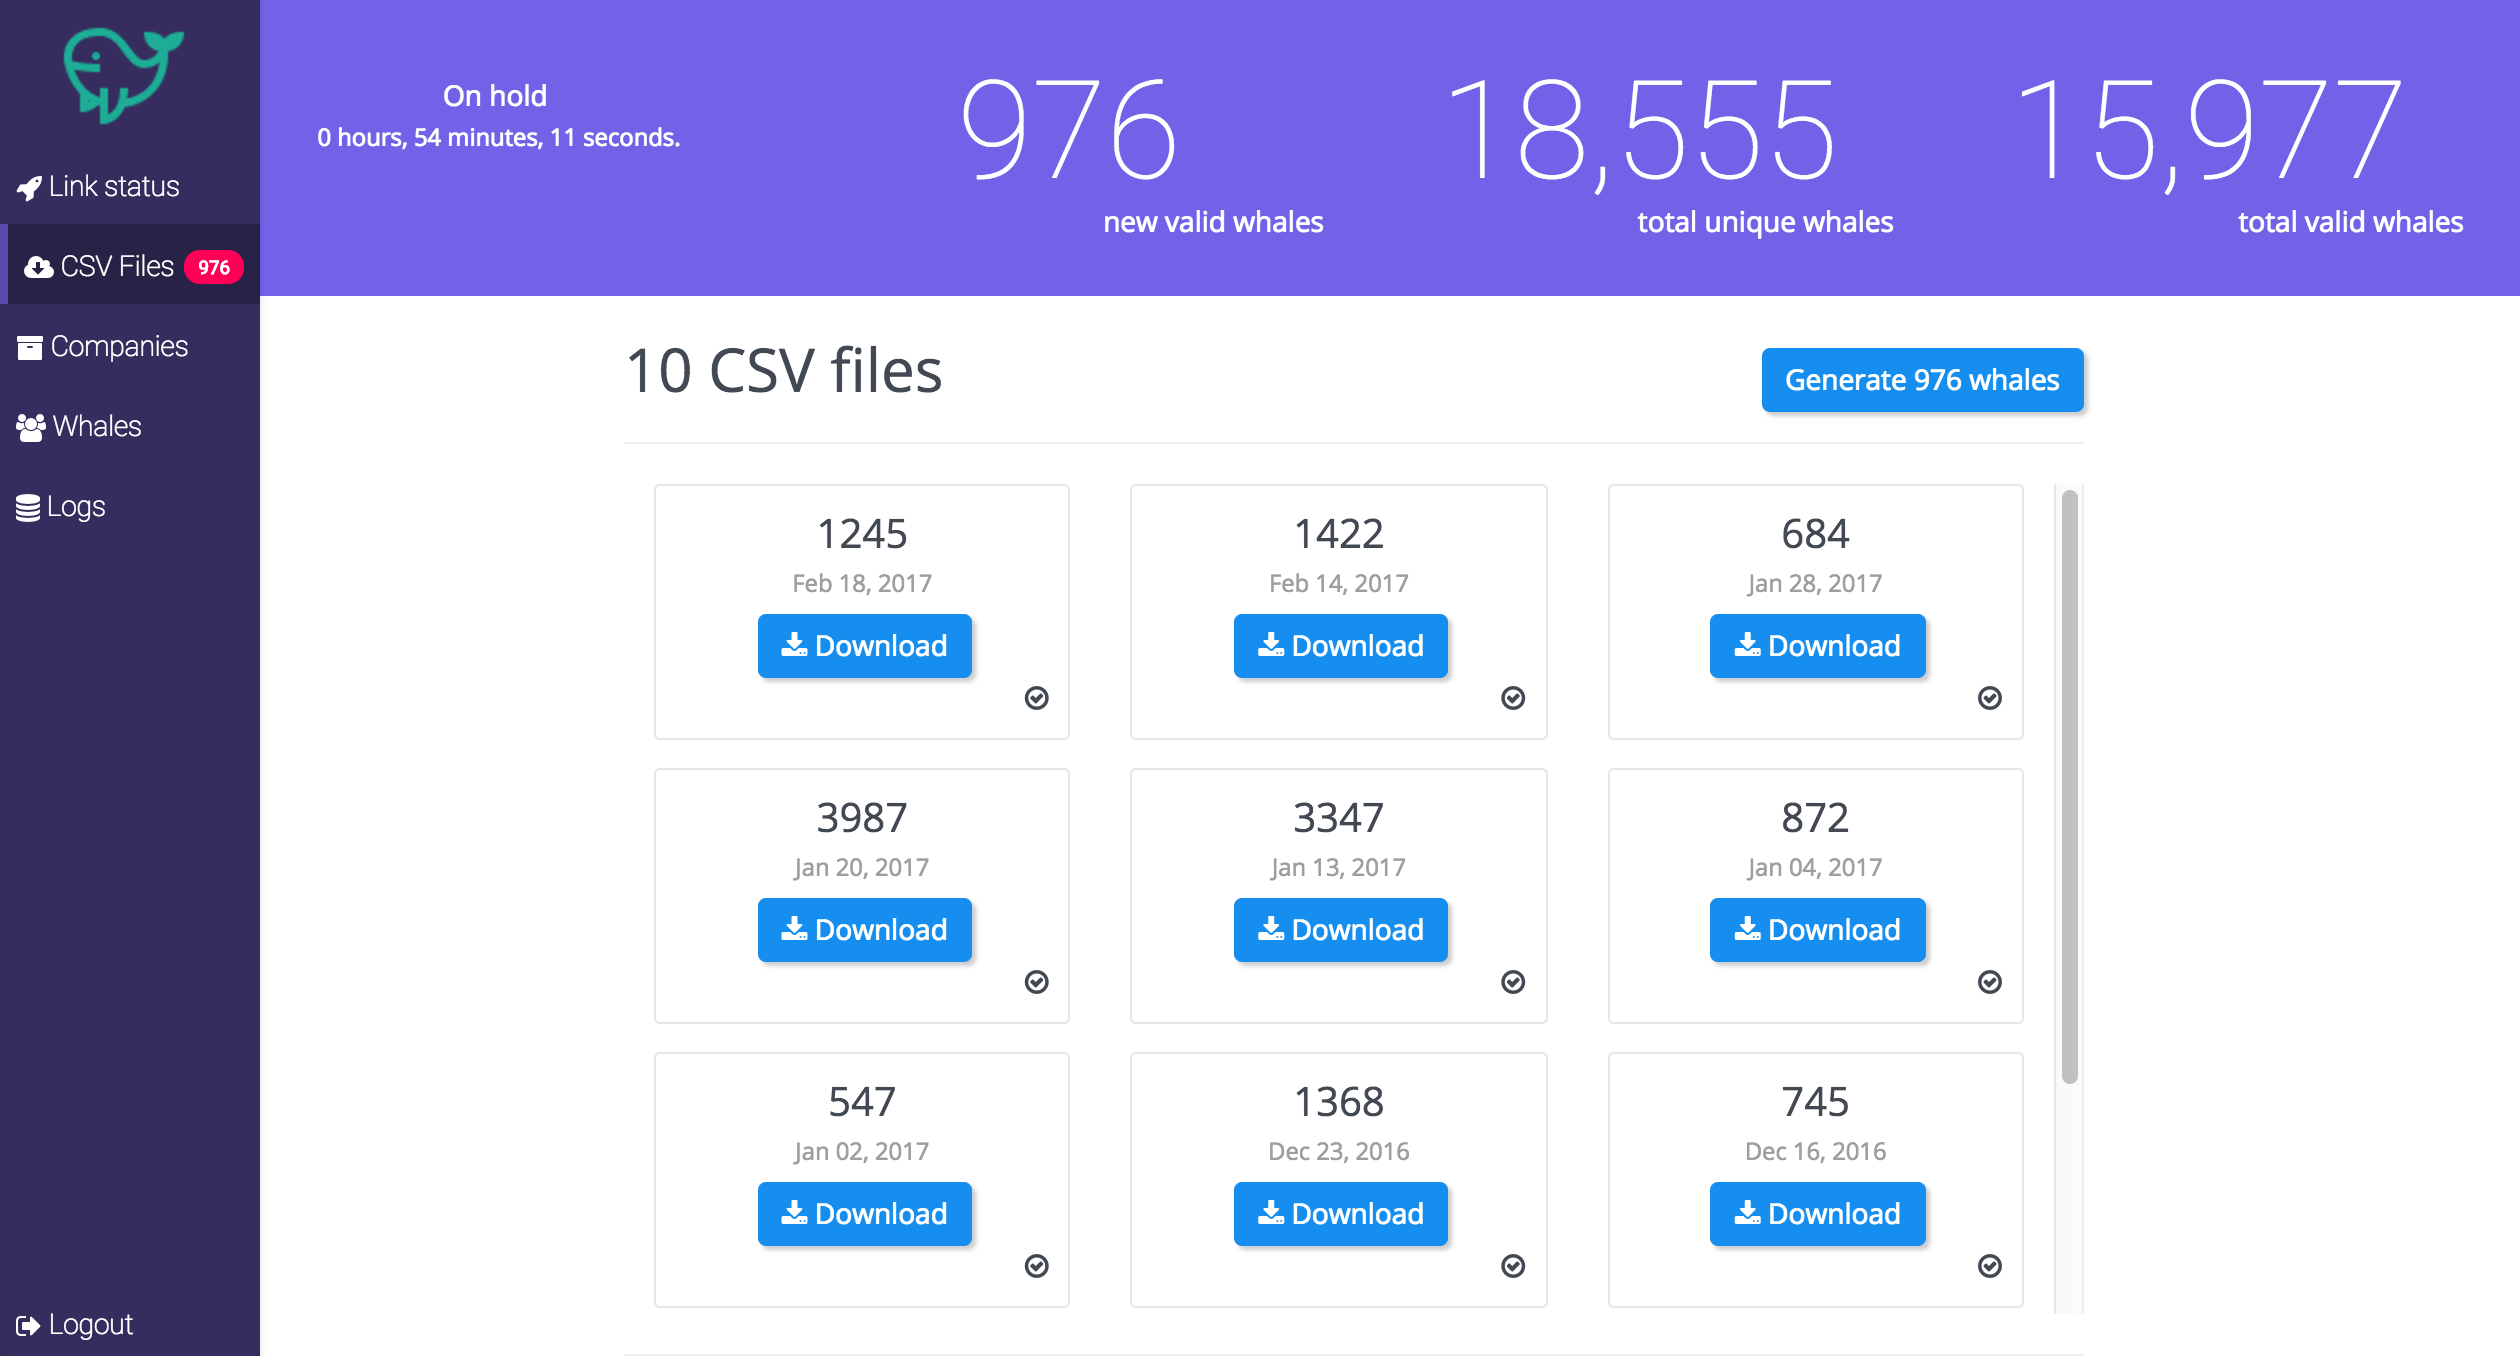 Link status
CSV Files 976
Companies
Whales
Logs
Logout
On hold
0 hours, 54 minutes, 11 seconds.
976
new valid whales
18,555
total unique whales
15,977
total valid whales
10 CSV files
Generate 976 whales
1245
Feb 18, 2017
Download
1422
Feb 14, 2017
Download
684
Jan 28, 2017
Download
3987
Jan 20, 2017
Download
3347
Jan 13, 2017
Download
872
Jan 04, 2017
Download
547
Jan 02, 2017
Download
1368
Dec 23, 2016
Download
745
Dec 16, 2016
Download